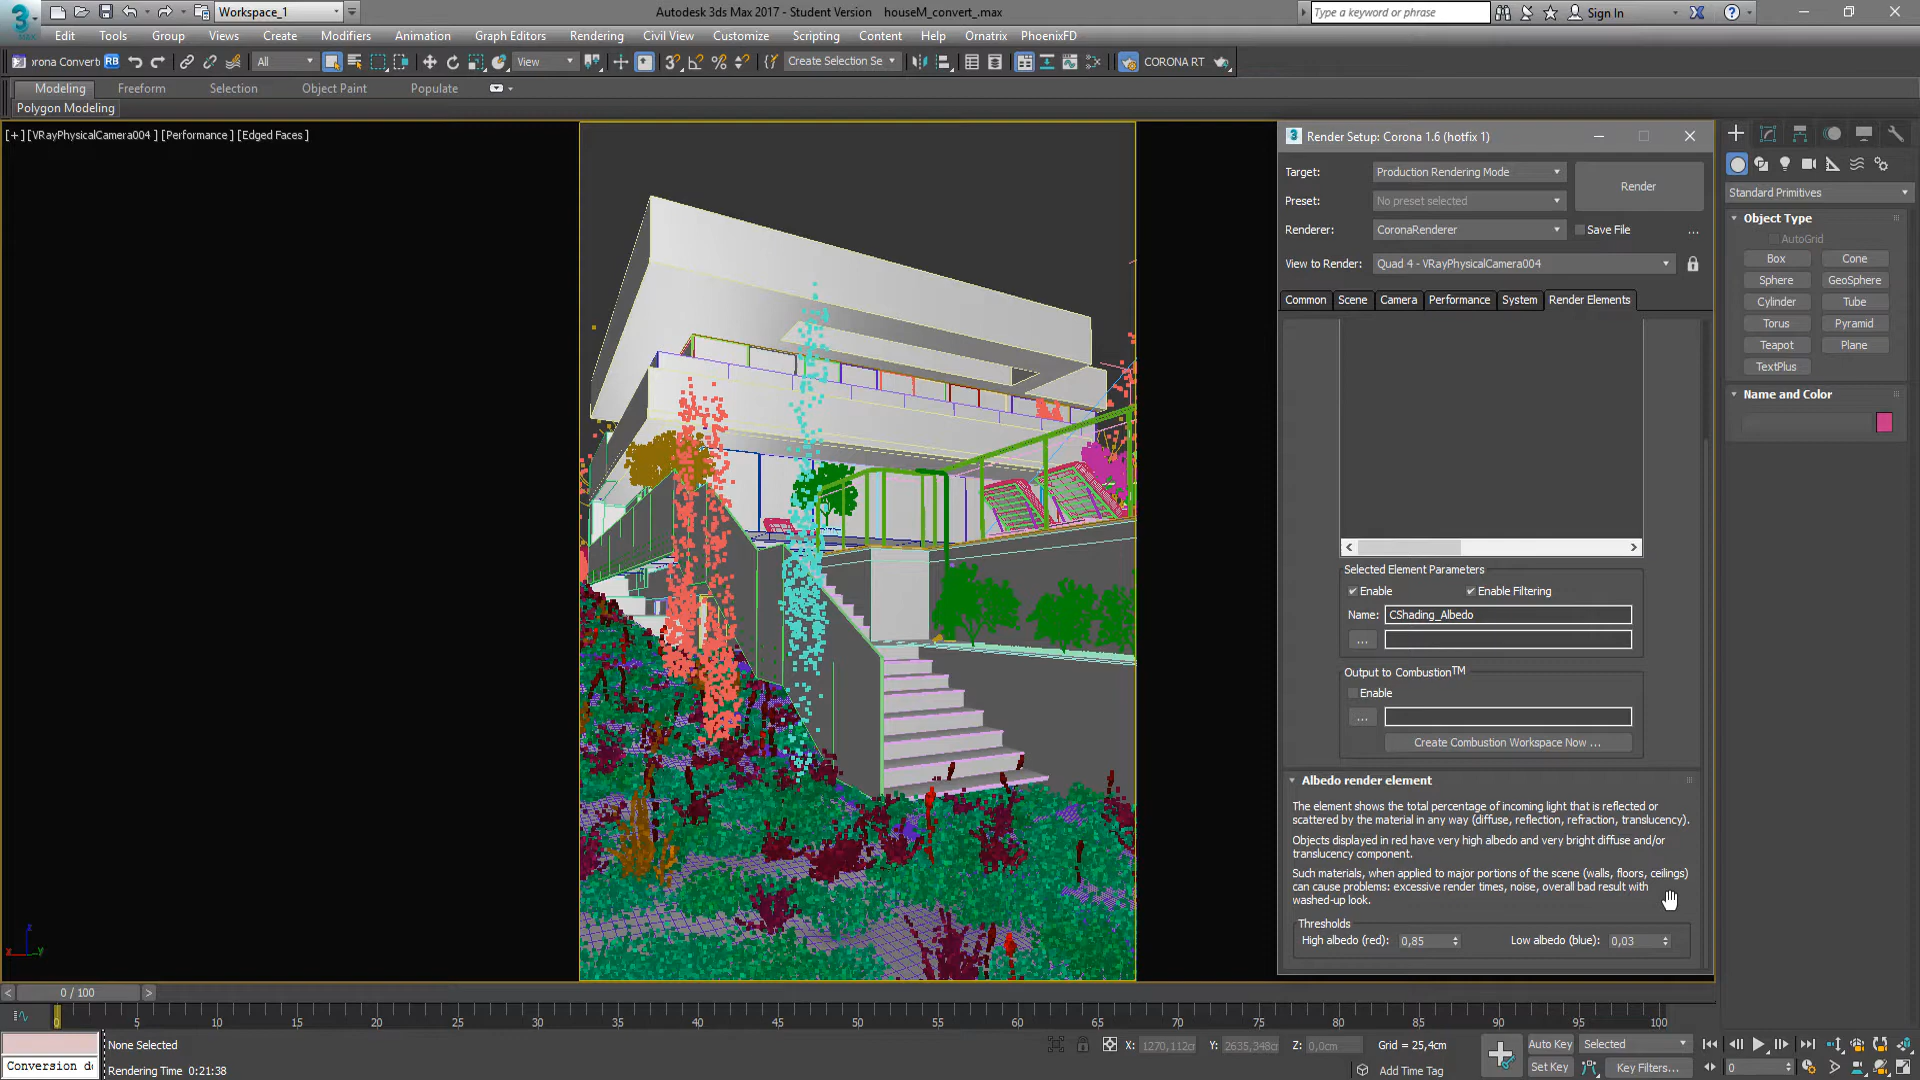 Workspace_1
Autodesk 3ds Max 2017 - Student Version houseM_convert_.max
Type a keyword or phrase
Sign In
Edit Tools Group Views Create Modifiers Animation Graph Editors Rendering Civil View Customize Scripting Content Help Ornatrix PhoenixFD
orona Converte RB All View Create Selection Se CORONA RT
Modeling Freeform Selection Object Paint Populate
Polygon Modeling
[+] [VRayPhysicalCamera004 ] [Performance ] [Edged Faces ]
Render Setup: Corona 1.6 (hotfix 1)
Target: Production Rendering Mode
Render
Preset: No preset selected
Renderer: CoronaRenderer
Save File ...
View to Render: Quad 4 - VRayPhysicalCamera004
Common Scene Camera Performance System Render Elements
Selected Element Parameters
Enable Enable Filtering
Name: CShading_Albedo
...
Output to Combustion™
Enable
...
Create Combustion Workspace Now ...
Albedo render element
The element shows the total percentage of incoming light that is reflected or
scattered by the material in any way (diffuse, reflection, refraction, translucency).
Objects displayed in red have very high albedo and very bright diffuse and/or
translucency component.
Such materials, when applied to major portions of the scene (walls, floors, ceilings)
can cause problems: excessive render times, noise, overall bad result with
washed-up look.
Thresholds
High albedo (red): 0,85 Low albedo (blue): 0,03
Standard Primitives
Object Type
AutoGrid
Box Cone
Sphere GeoSphere
Cylinder Tube
Torus Pyramid
Teapot Plane
TextPlus
Name and Color
0 / 100
0 5 10 15 20 25 30 35 40 45 50 55 60 65 70 75 80 85 90 95 100
None Selected
X: 1270,112c Y: 2635,348c Z: 0,0cm Grid = 25,4cm
Auto Key Selected
Conversion d
Rendering Time 0:21:38
Add Time Tag
Set Key Key Filters...
0